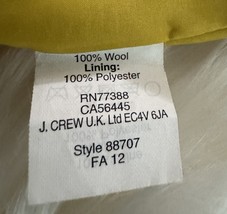 100% Wool
Lining:
100% Polyester
RN77388
CA56445
J. CREW U.K. Ltd EC4V 6JA
Style 88707
FA 12